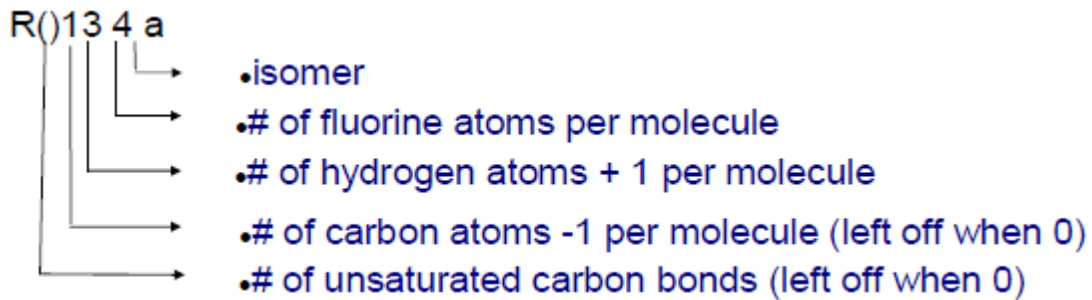 R()13 4 a
•isomer
•# of fluorine atoms per molecule
•# of hydrogen atoms + 1 per molecule
•# of carbon atoms -1 per molecule (left off when 0)
•# of unsaturated carbon bonds (left off when 0)